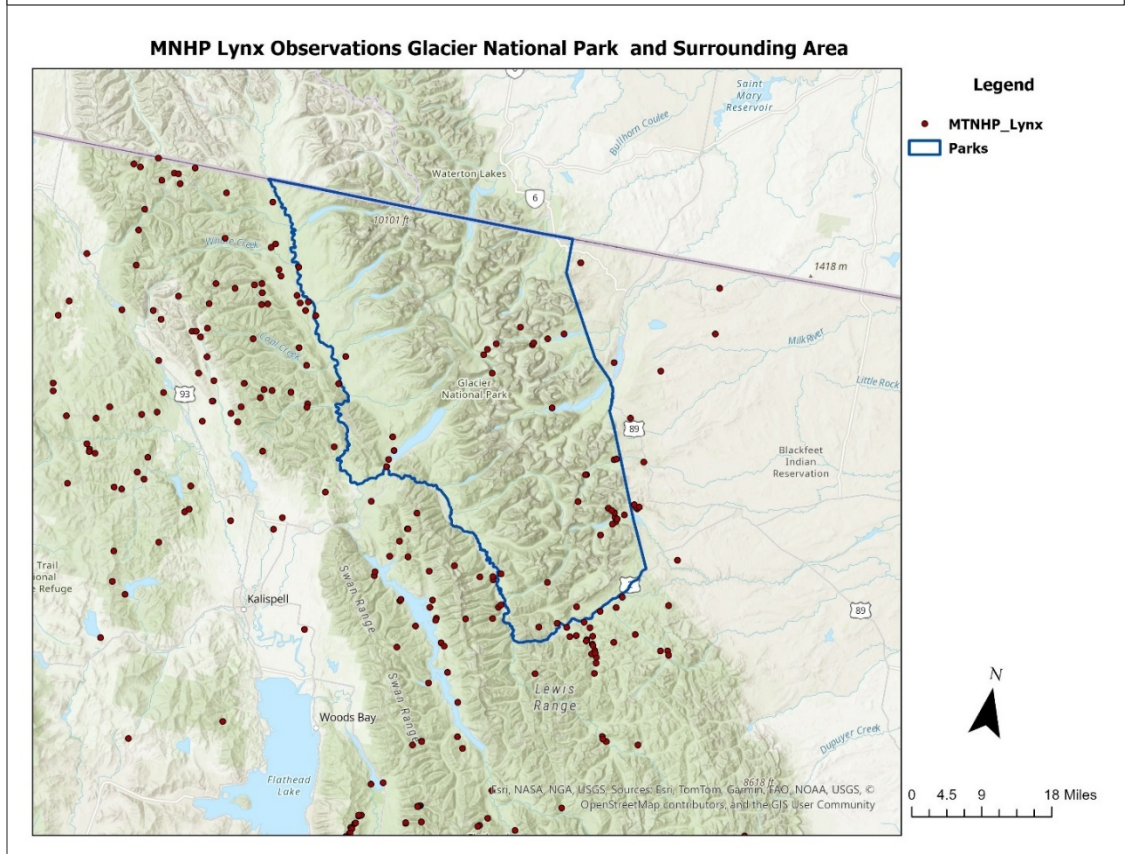 MNHP Lynx Observations Glacier National Park and Surrounding Area
Legend
MTNHP_Lynx
Parks
Saint
Mary
Reservoir
Bullhorn Coulee
Waterton Lakes
6
10101 ft
1418 m
Milk River
Little Rock
Coal Creek
93
Glacier
National Park
89
Blackfeet
Indian
Reservation
Trail
ional
e Refuge
Kalispell
Swan Range
89
Swan Range
Lewis
Range
Woods Bay
Flathead
Lake
Dupuyer Creek
8618 ft
N
Esri, NASA, NGA, USGS, Sources: Esri, TomTom, Garmin, FAO, NOAA, USGS, ©
OpenStreetMap contributors, and the GIS User Community
0 4.5 9 18 Miles